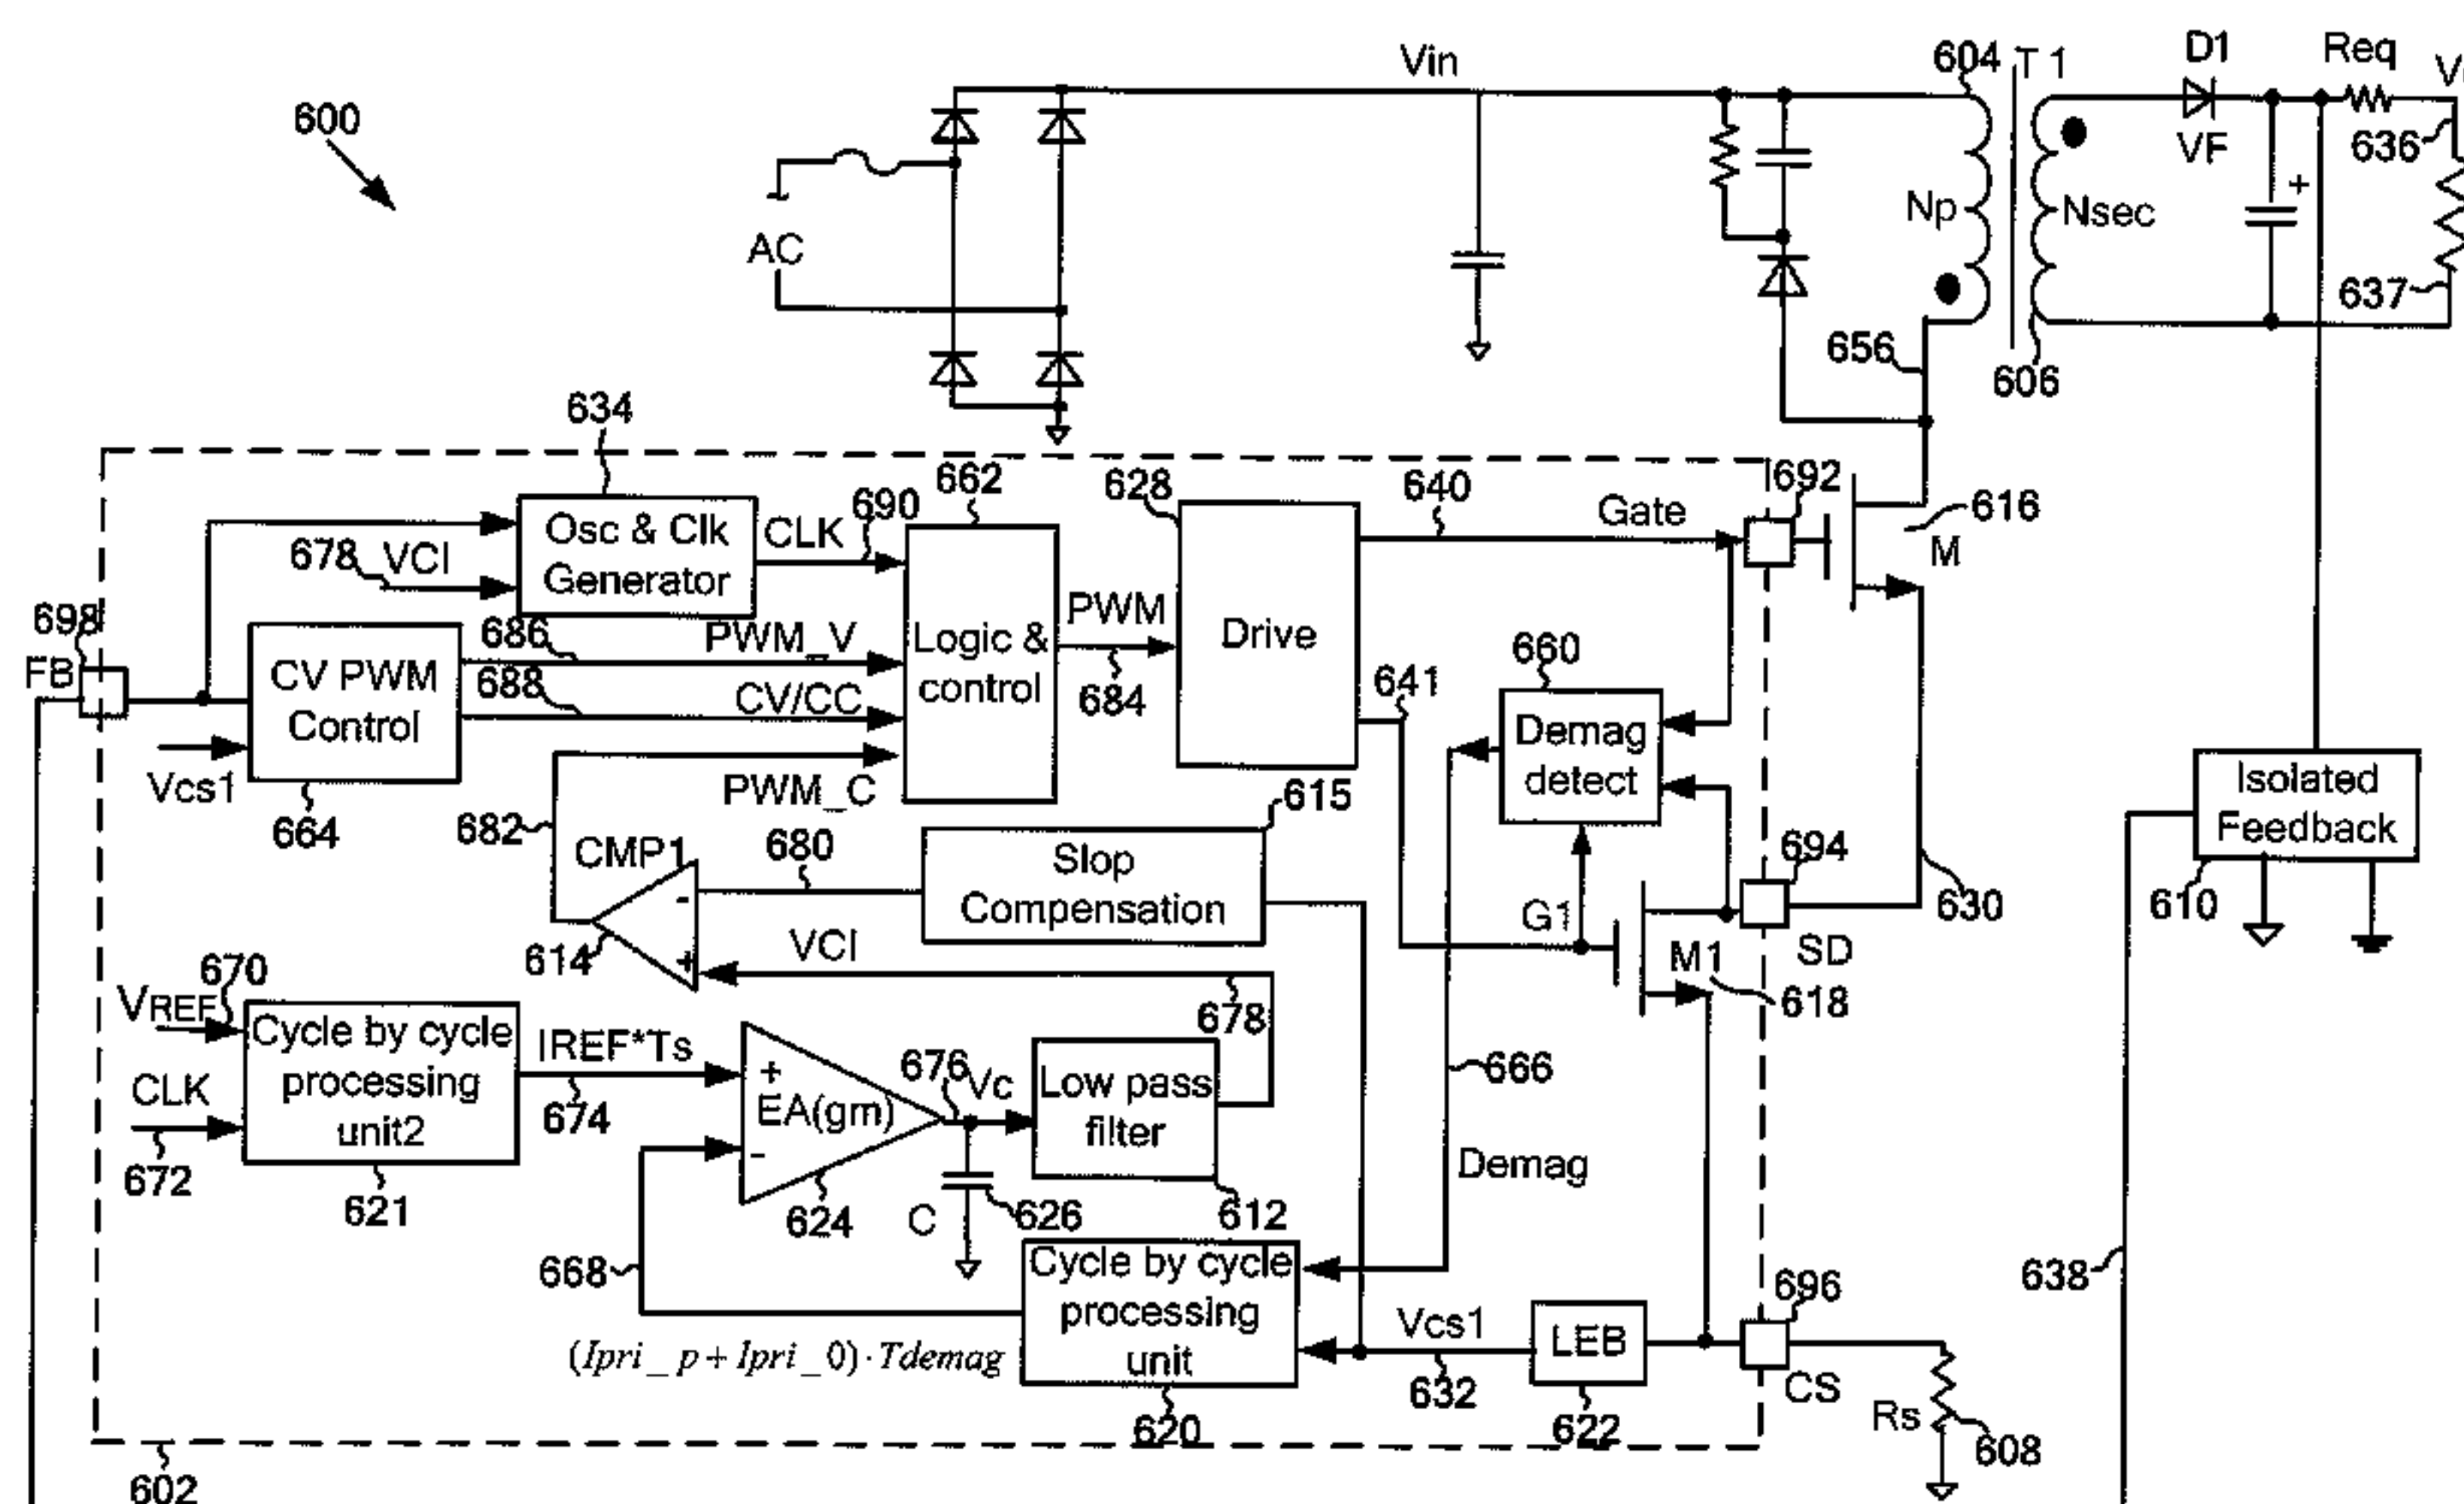 600
AC
Vin
604
T 1
D1
Req
VF
636
Np
Nsec
+
637
656
606
634
662
628
640
Gate
692
616
M
690
Osc & Clk
Generator
CLK
678
VCI
698
FB
CV PWM
Control
686
PWM_V
688
CV/CC
Logic &
control
PWM
684
Drive
641
660
Demag
detect
Vcs1
664
PWM_C
682
CMP1
680
Slop
Compensation
615
694
630
Isolated
Feedback
610
-
+
614
VCI
G1
M1
SD
618
670
VREF
Cycle by cycle
processing
unit2
IREF*Ts
674
CLK
672
621
+
EA(gm)
-
624
676
Vc
Low pass
filter
678
612
C
626
666
Demag
668
Cycle by cycle
processing
unit
(Ipri_p + Ipri_0)·Tdemag
620
Vcs1
632
LEB
622
696
CS
Rs
608
638
602